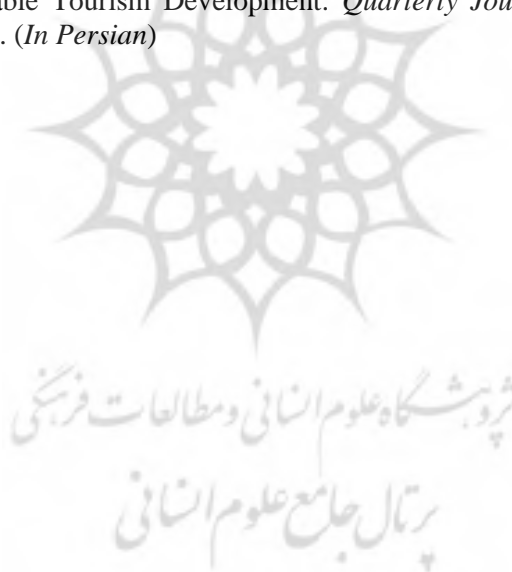 able Tourism Development. Quarterly Jou
. (In Persian)
پژوهشگاه علوم انسانی و مطالعات فرهنگی
پرتال جامع علوم انسانی